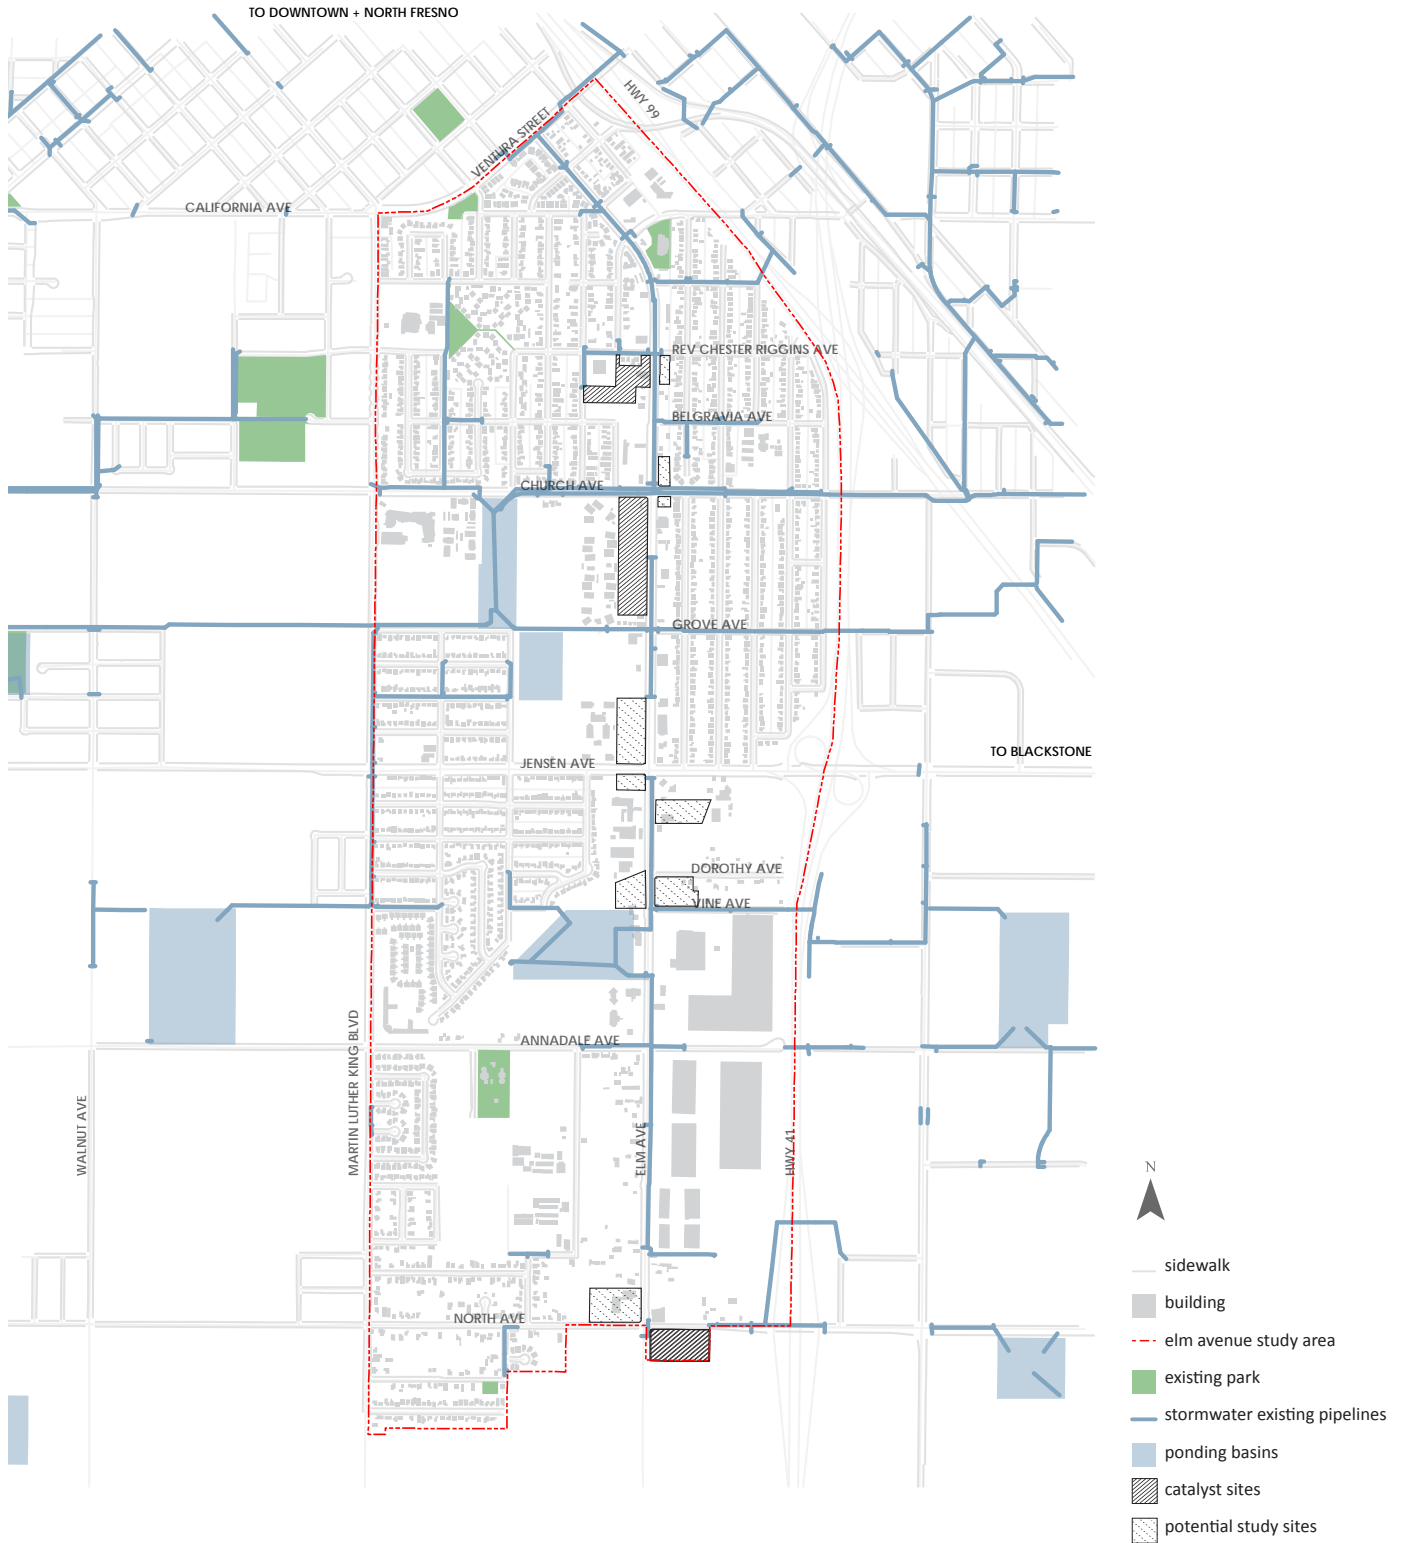 TO DOWNTOWN + NORTH FRESNO
HWY 99
VENTURA STREET
CALIFORNIA AVE
REV CHESTER RIGGINS AVE
BELGRAVIA AVE
CHURCH AVE
GROVE AVE
TO BLACKSTONE
JENSEN AVE
DOROTHY AVE
VINE AVE
ANNADALE AVE
WALNUT AVE
MARTIN LUTHER KING BLVD
ELM AVE
HWY 41
NORTH AVE
N
sidewalk
building
elm avenue study area
existing park
stormwater existing pipelines
ponding basins
catalyst sites
potential study sites